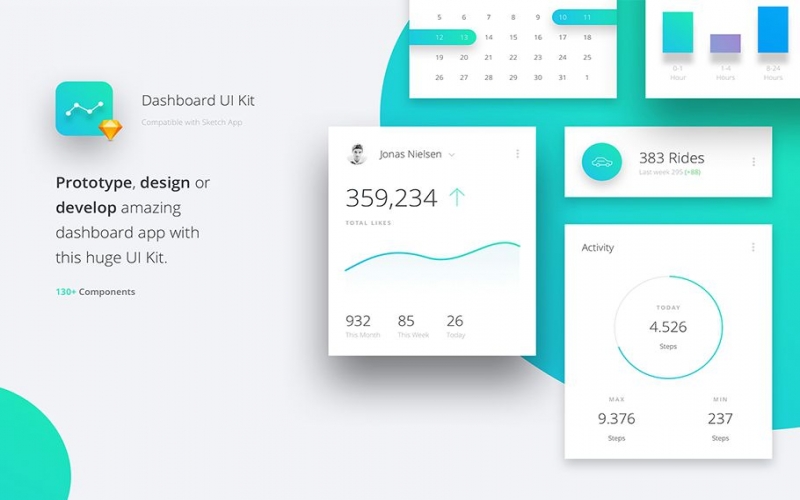 Dashboard UI Kit
Compatible with Sketch App
Prototype, design or
develop amazing
dashboard app with
this huge UI Kit.
130+ Components
5 6 7 8 9 10 11
12 13 14 15 16 17 18
19 20 21 22 23 24 25
26 27 28 29 30 31 1
0-1 Hour
1-4 Hours
6-24 Hours
Jonas Nielsen
359,234
TOTAL LIKES
932 This Month
85 This Week
26 Today
383 Rides
Last week 295 (+88)
Activity
TODAY
4.526
Steps
MAX
9.376
Steps
MIN
237
Steps